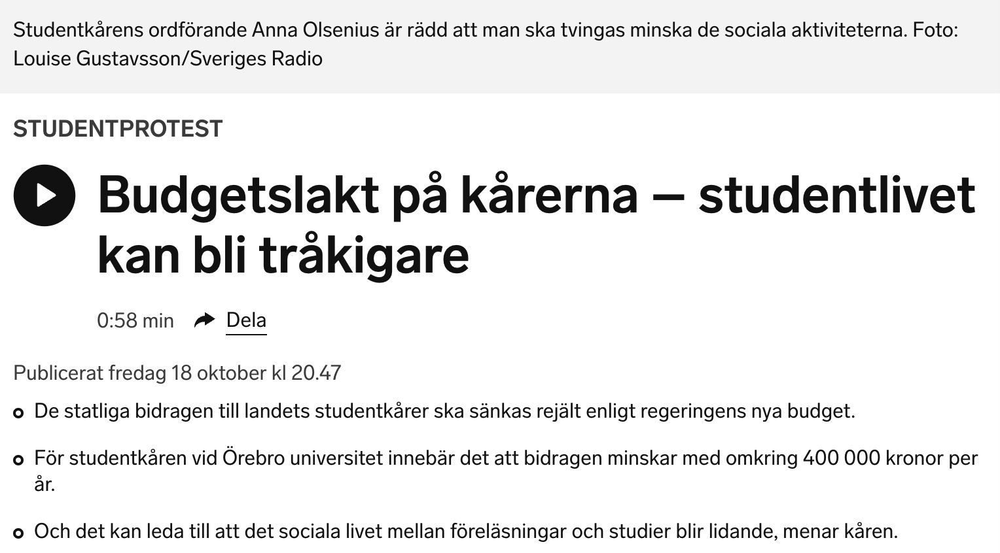 Studentkårens ordförande Anna Olsenius är rädd att man ska tvingas minska de sociala aktiviteterna. Foto:
Louise Gustavsson/Sveriges Radio
STUDENTPROTEST
Budgetslakt på kårerna – studentlivet
kan bli tråkigare
0:58 min Dela
Publicerat fredag 18 oktober kl 20.47
De statliga bidragen till landets studentkårer ska sänkas rejält enligt regeringens nya budget.
För studentkåren vid Örebro universitet innebär det att bidragen minskar med omkring 400 000 kronor per
år.
Och det kan leda till att det sociala livet mellan föreläsningar och studier blir lidande, menar kåren.